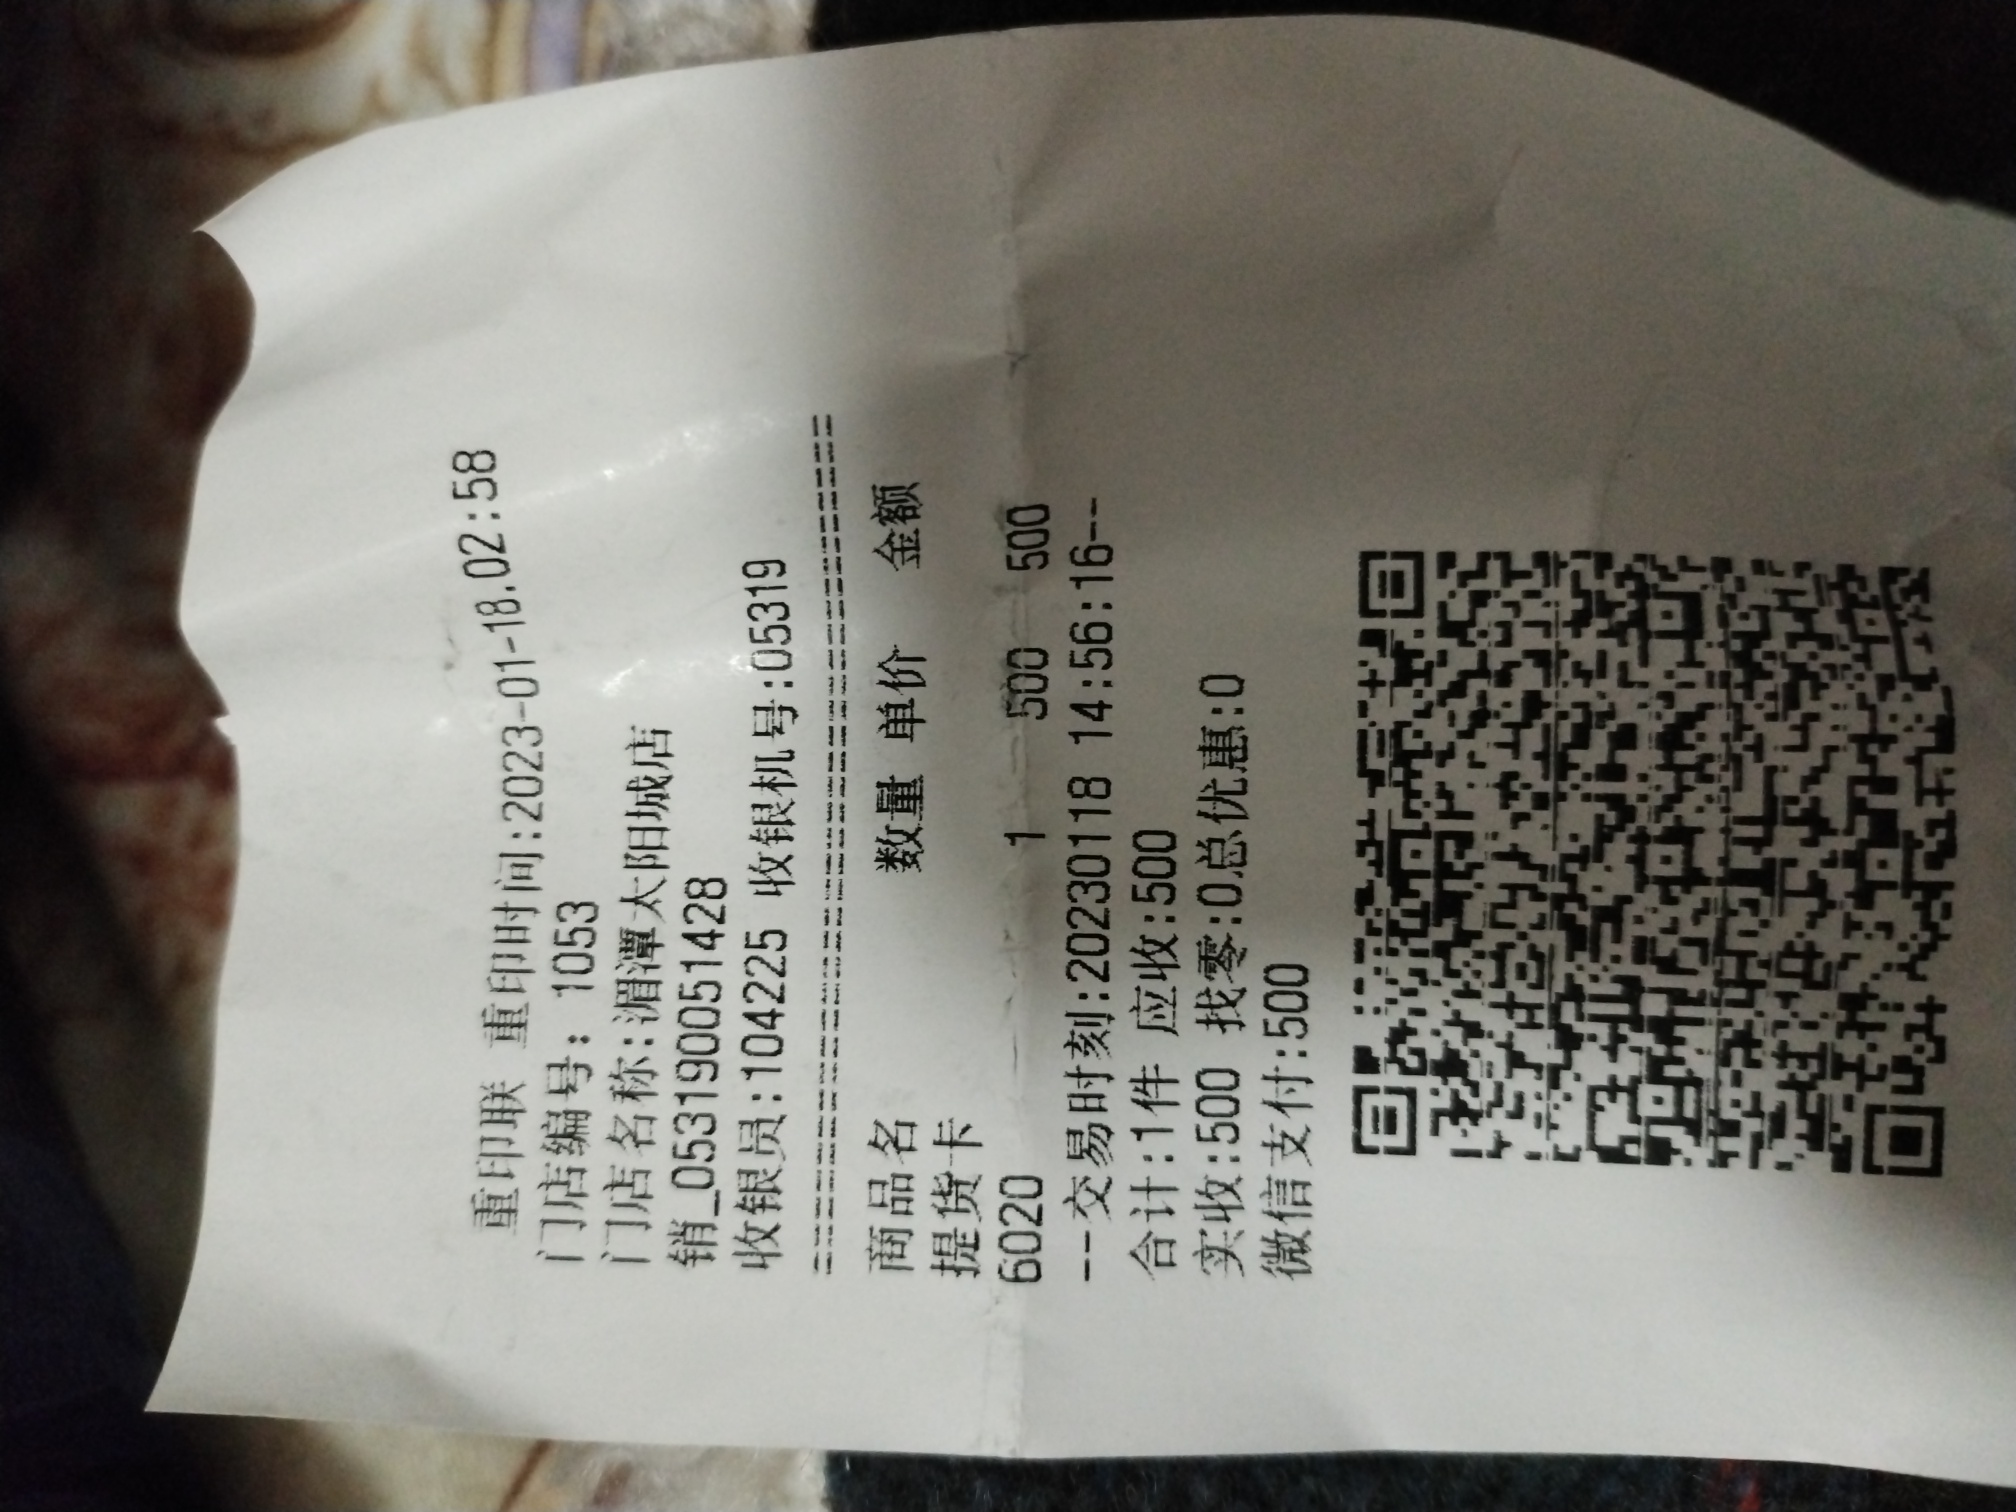 重印联 重印时间:2023-01-18.02:58
门店编号: 1053
门店名称:湄潭太阳城店
销_0531900051428
收银员:104225 收银机号:05319
================================
商品名 数量 单价 金额
提货卡
6020 1 500 500
--交易时刻:20230118 14:56:16--
合计:1件 应收:500
实收:500 找零:0总优惠:0
微信支付:500